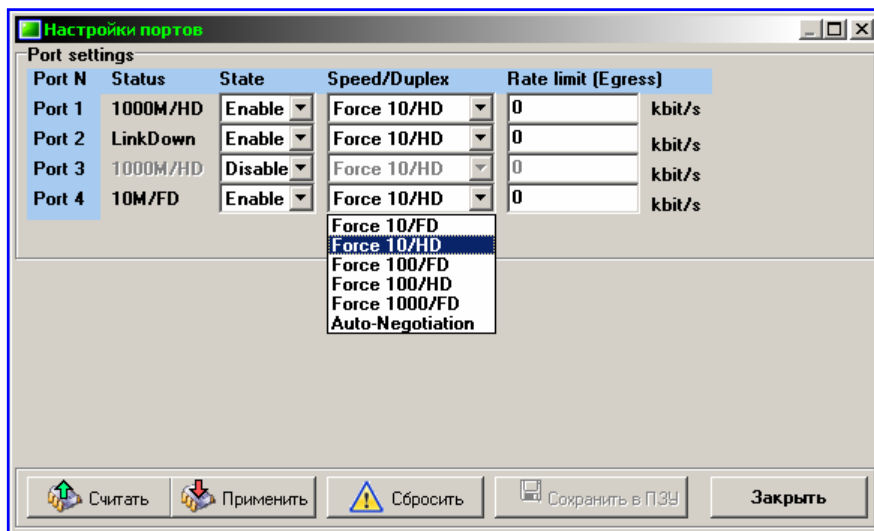 Настройки портов
Port settings
Port N Status State Speed/Duplex Rate limit (Egress)
Port 1 1000M/HD Enable Force 10/HD 0 kbit/s
Port 2 LinkDown Enable Force 10/HD 0 kbit/s
Port 3 1000M/HD Disable Force 10/HD 0 kbit/s
Port 4 10M/FD Enable Force 10/HD 0 kbit/s
Force 10/FD
Force 10/HD
Force 100/FD
Force 100/HD
Force 1000/FD
Auto-Negotiation
Считать Применить Сбросить Сохранить в ПЗУ Закрыть